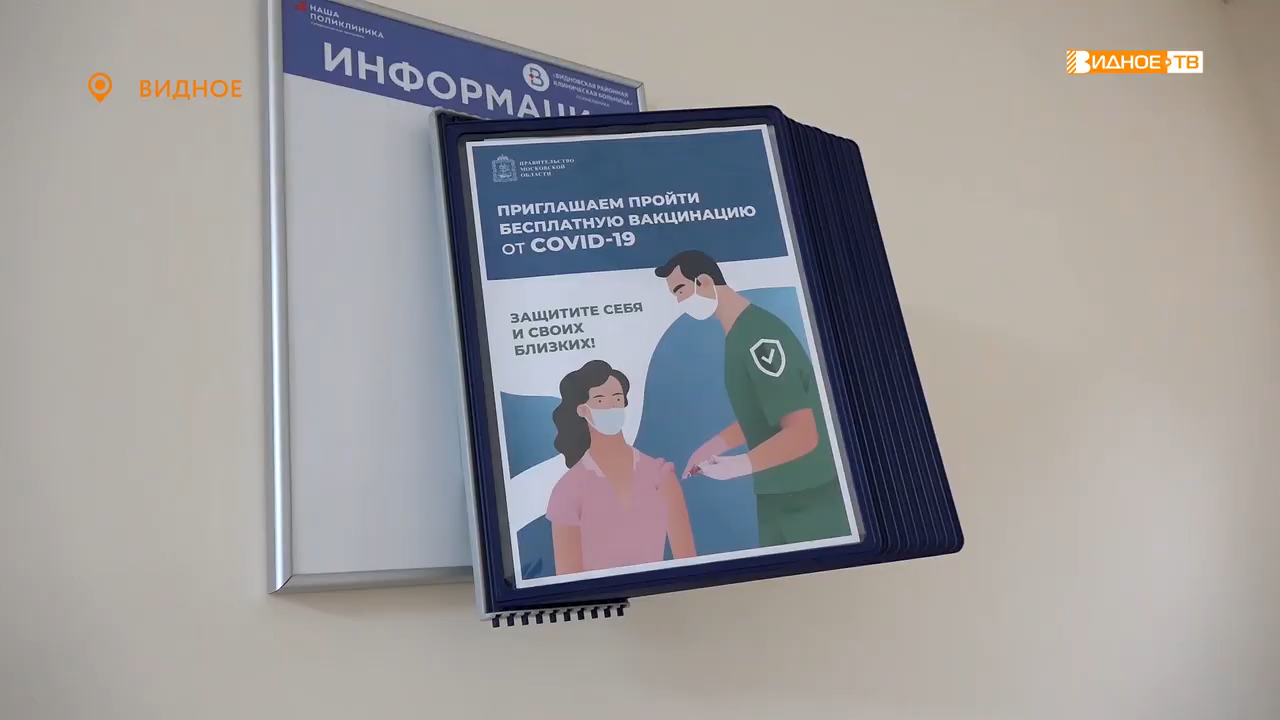 НАША
ПОЛИКЛИНИКА
ИНФОРМАЦИ
«ВИДНОВСКАЯ РАЙОННАЯ
КЛИНИЧЕСКАЯ БОЛЬНИЦА»
ПОЛИКЛИНИКА
ВИДНОЕ
ВИДНОЕ ТВ
ПРАВИТЕЛЬСТВО
МОСКОВСКОЙ
ОБЛАСТИ
ПРИГЛАШАЕМ ПРОЙТИ
БЕСПЛАТНУЮ ВАКЦИНАЦИЮ
ОТ COVID-19
ЗАЩИТИТЕ СЕБЯ
И СВОИХ
БЛИЗКИХ!